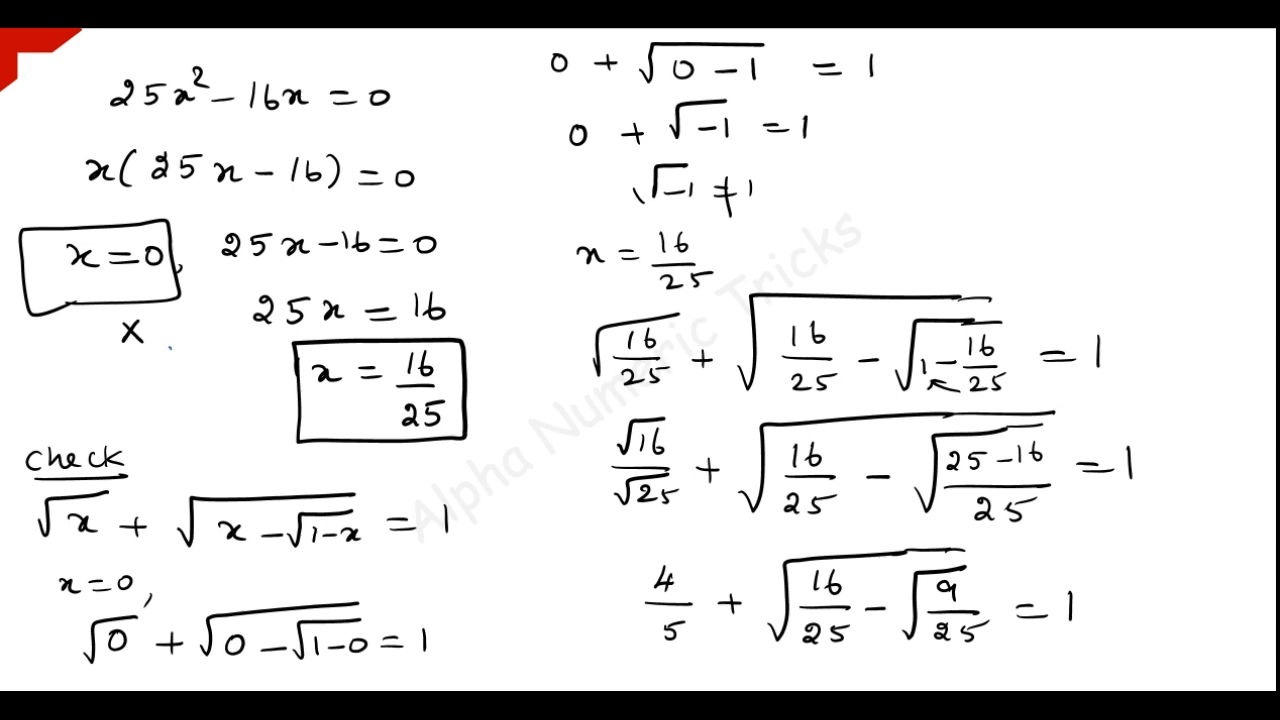 25x² - 16x = 0
x(25x - 16) = 0
x = 0, 25x - 16 = 0
x
25x = 16
x = 16/25
check
√x + √(x - √(1-x)) = 1
x = 0,
√0 + √(0 - √(1-0)) = 1
0 + √(0 - 1) = 1
0 + √-1 = 1
√-1 ≠ 1
x = 16/25
√(16/25) + √(16/25 - √(1 - 16/25)) = 1
√16/√25 + √(16/25 - √((25-16)/25)) = 1
4/5 + √(16/25 - √(9/25)) = 1
Alpha Numeric Tricks